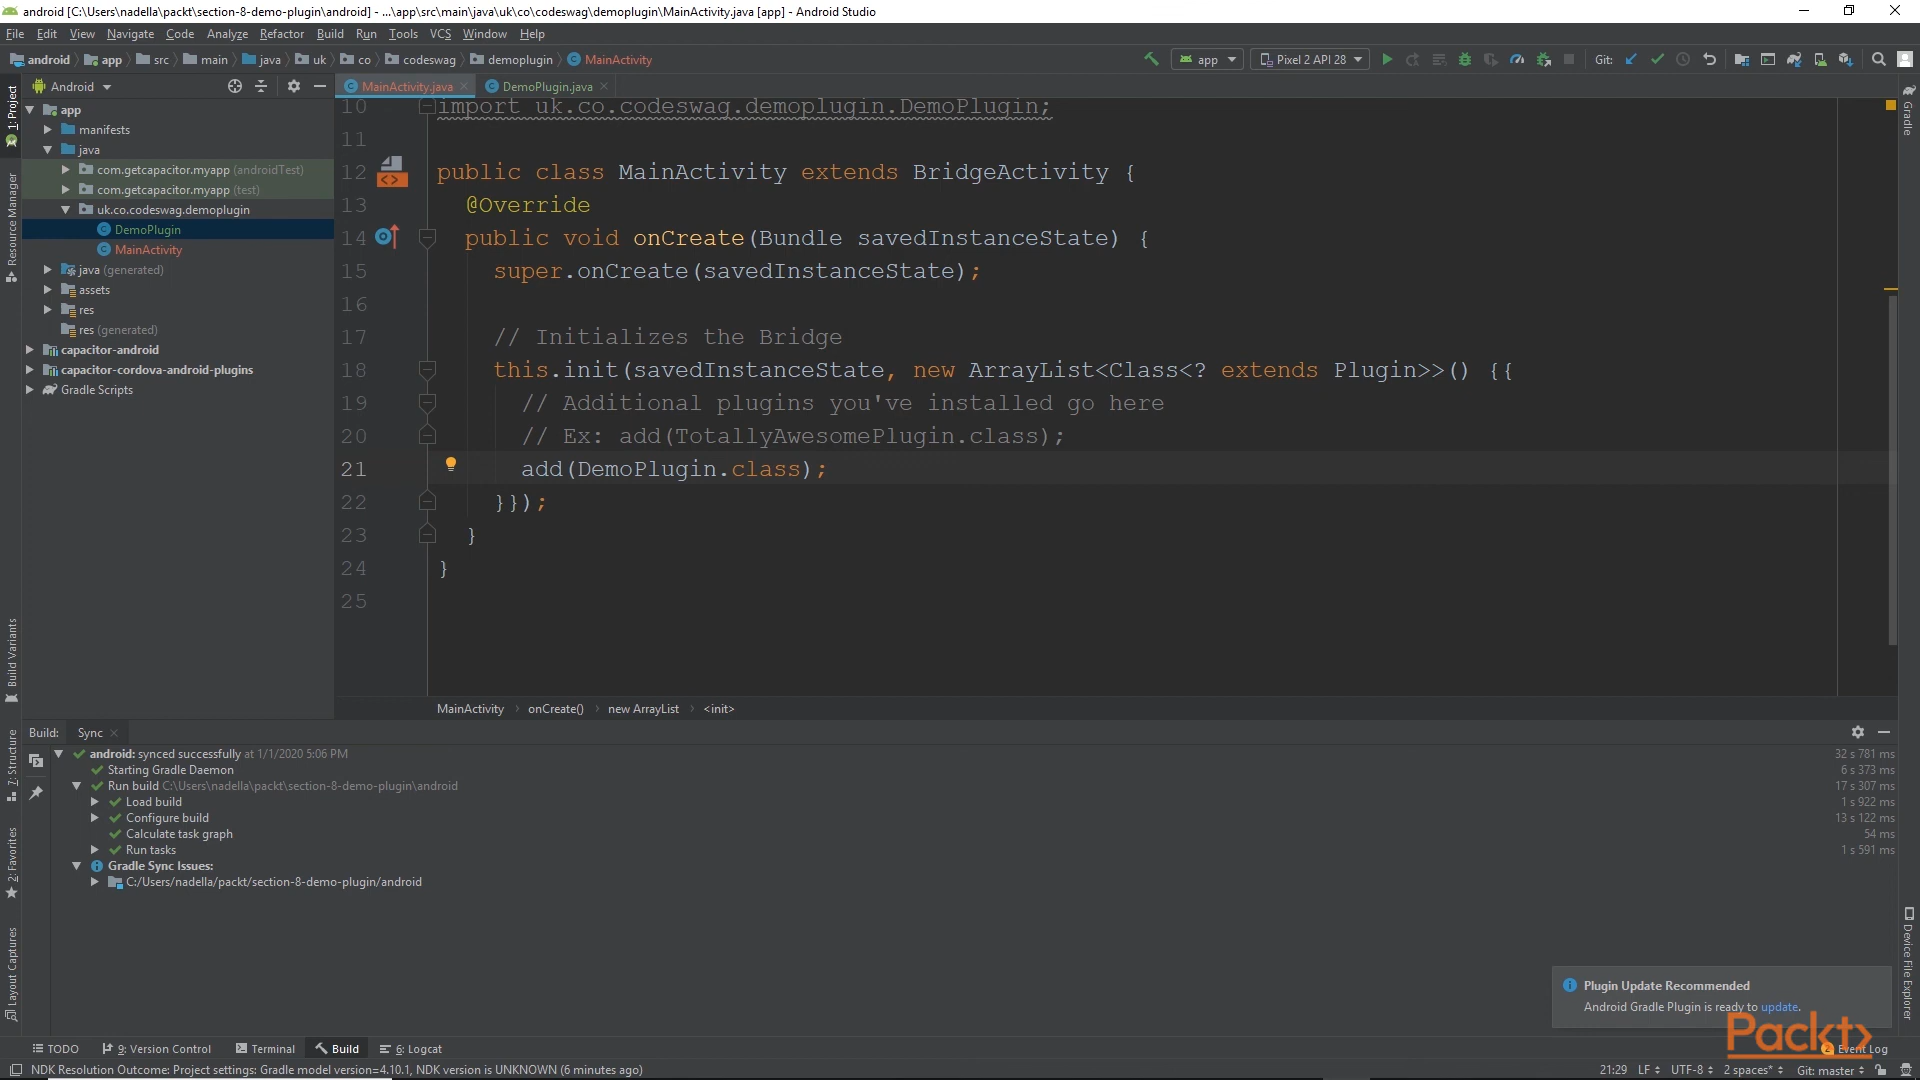 android [C:\Users\nadella\packt\section-8-demo-plugin\android] - ...\app\src\main\java\uk\co\codeswag\demoplugin\MainActivity.java [app] - Android Studio
File Edit View Navigate Code Analyze Refactor Build Run Tools VCS Window Help
android app src main java uk co codeswag demoplugin MainActivity app Pixel 2 API 28 Git:
Android MainActivity.java DemoPlugin.java
1: Project
Resource Manager
Build Variants
7: Structure
2: Favorites
Layout Captures
app
manifests
java
com.getcapacitor.myapp (androidTest)
com.getcapacitor.myapp (test)
uk.co.codeswag.demoplugin
DemoPlugin
MainActivity
java (generated)
assets
res
res (generated)
capacitor-android
capacitor-cordova-android-plugins
Gradle Scripts
10 import uk.co.codeswag.demoplugin.DemoPlugin;
11
12 public class MainActivity extends BridgeActivity {
13 @Override
14 public void onCreate(Bundle savedInstanceState) {
15 super.onCreate(savedInstanceState);
16
17 // Initializes the Bridge
18 this.init(savedInstanceState, new ArrayList<Class<? extends Plugin>>() {{
19 // Additional plugins you've installed go here
20 // Ex: add(TotallyAwesomePlugin.class);
21 add(DemoPlugin.class);
22 }});
23 }
24 }
25
MainActivity onCreate() new ArrayList <init>
Gradle
Device File Explorer
Build: Sync
android: synced successfully at 1/1/2020 5:06 PM 32 s 781 ms
Starting Gradle Daemon 6 s 373 ms
Run build C:\Users\nadella\packt\section-8-demo-plugin\android 17 s 307 ms
Load build 1 s 922 ms
Configure build 13 s 122 ms
Calculate task graph 54 ms
Run tasks 1 s 591 ms
Gradle Sync Issues:
C:/Users/nadella/packt/section-8-demo-plugin/android
Plugin Update Recommended
Android Gradle Plugin is ready to update.
Packt
TODO 9: Version Control Terminal Build 6: Logcat 2 Event Log
NDK Resolution Outcome: Project settings: Gradle model version=4.10.1, NDK version is UNKNOWN (6 minutes ago) 21:29 LF UTF-8 2 spaces* Git: master